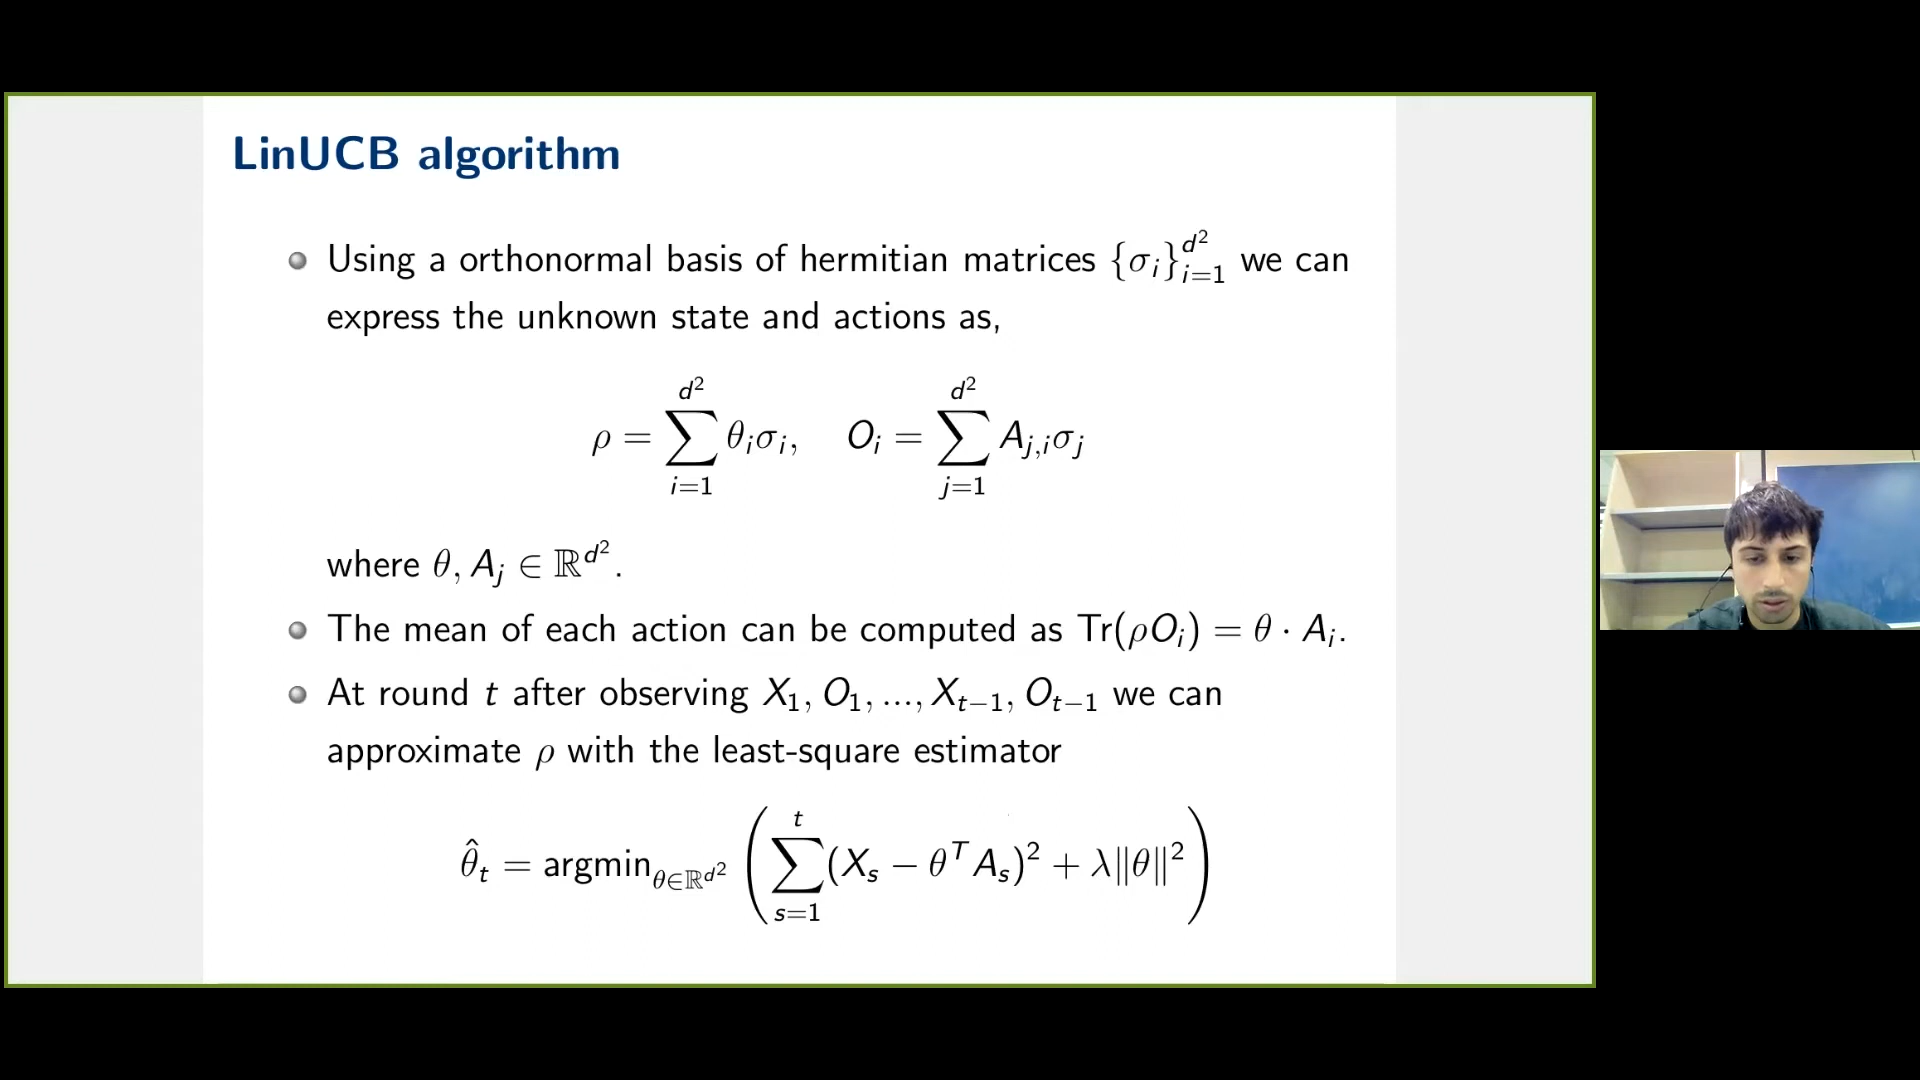 LinUCB algorithm
Using a orthonormal basis of hermitian matrices {σ_i}_{i=1}^{d^2} we can
express the unknown state and actions as,
ρ = ∑_{i=1}^{d^2} θ_i σ_i,   O_i = ∑_{j=1}^{d^2} A_{j,i} σ_j
where θ, A_j ∈ ℝ^{d^2}.
The mean of each action can be computed as Tr(ρO_i) = θ · A_i.
At round t after observing X_1, O_1, ..., X_{t−1}, O_{t−1} we can
approximate ρ with the least-square estimator
θ̂_t = argmin_{θ∈ℝ^{d^2}} ( ∑_{s=1}^{t} (X_s − θ^T A_s)^2 + λ‖θ‖^2 )